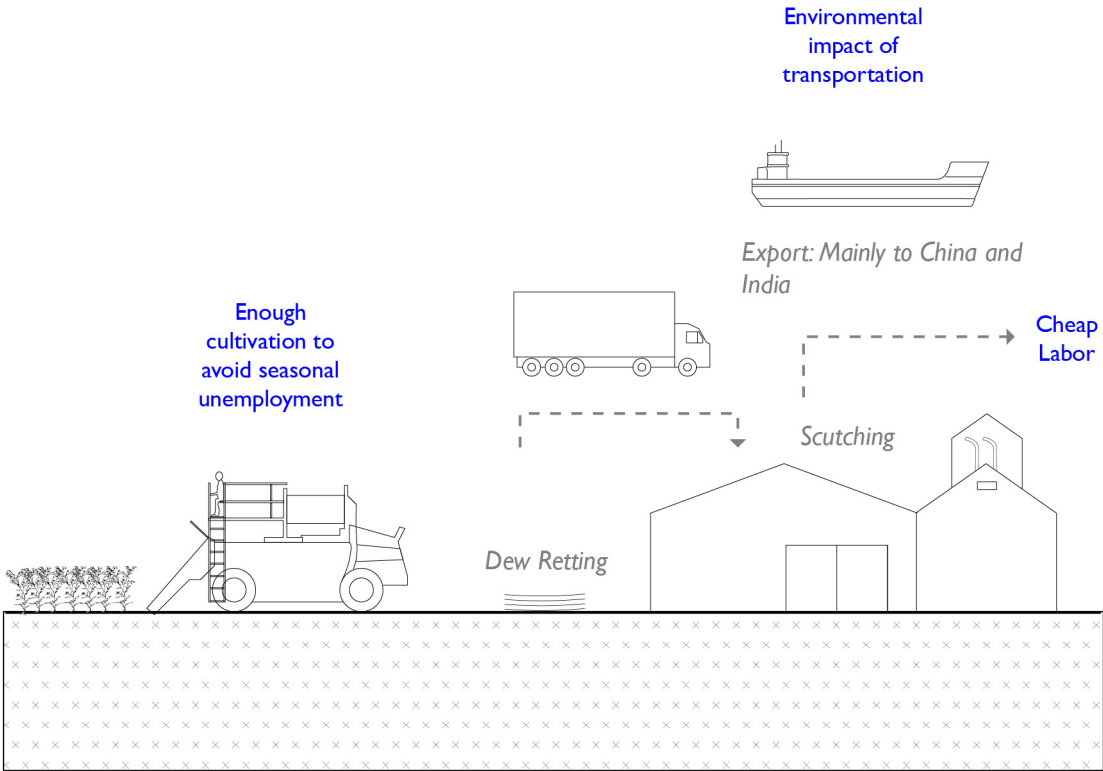 Environmental
impact of
transportation
Export: Mainly to China and
India
Enough
cultivation to
avoid seasonal
unemployment
Cheap
Labor
Scutching
Dew Retting